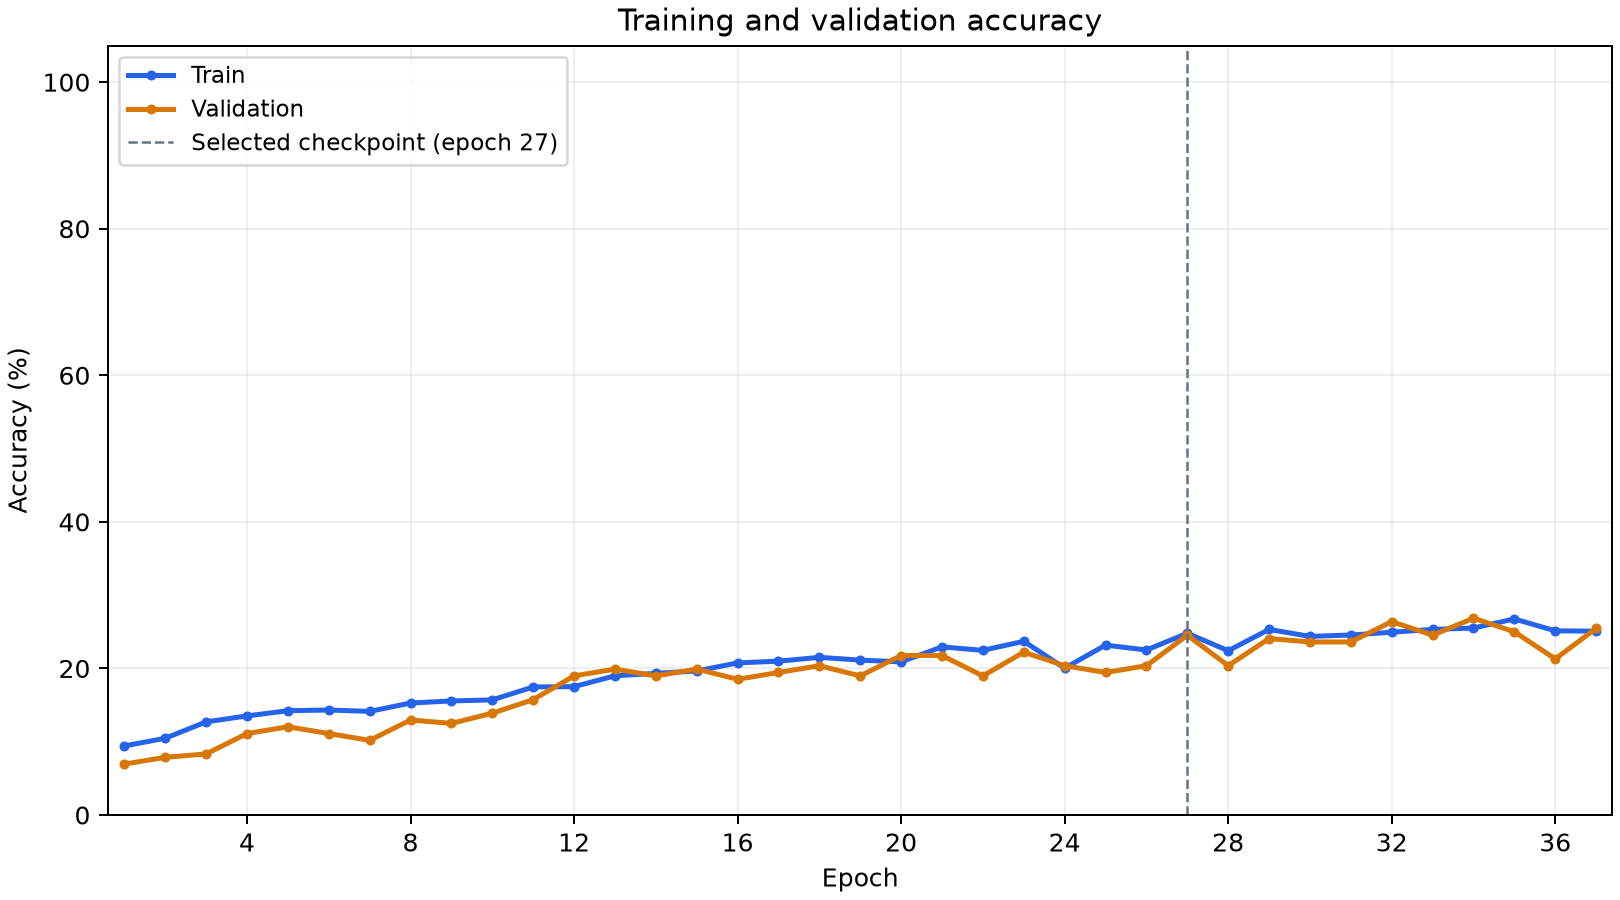 Training and validation accuracy
Train
Validation
Selected checkpoint (epoch 27)
Accuracy (%)
100
80
60
40
20
0
4 8 12 16 20 24 28 32 36
Epoch